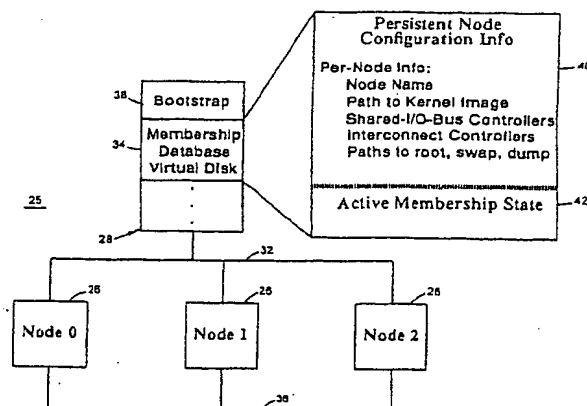 Persistent Node
Configuration Info
Per-Node Info:
Node Name
Path to Kernel Image
Shared-I/O-Bus Controllers
Interconnect Controllers
Paths to root, swap, dump
Active Membership State
42
38
Bootstrap
34
Membership
Database
Virtual Disk
25
28
32
26
26
26
Node 0
Node 1
Node 2